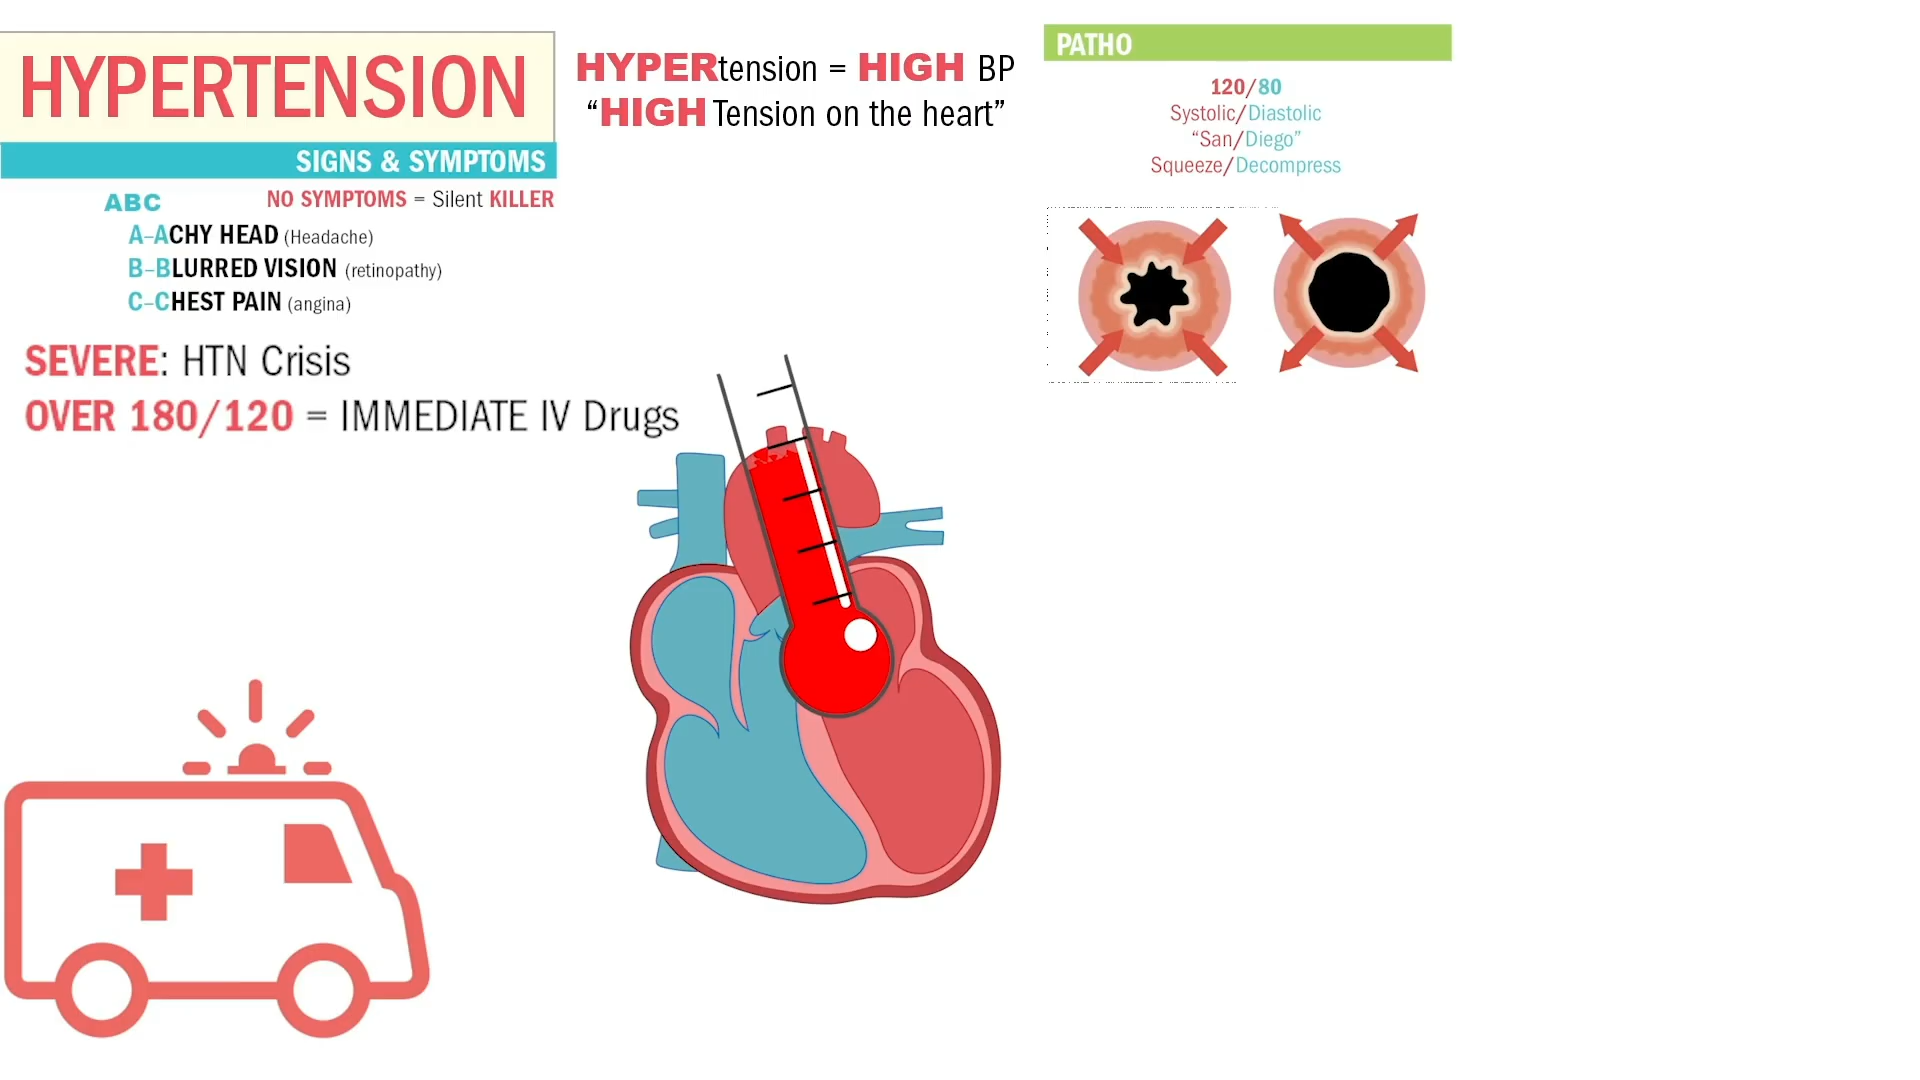 HYPERTENSION
SIGNS & SYMPTOMS
ABC
NO SYMPTOMS = Silent KILLER
A–ACHY HEAD (Headache)
B–BLURRED VISION (retinopathy)
C–CHEST PAIN (angina)
SEVERE: HTN Crisis
OVER 180/120 = IMMEDIATE IV Drugs
HYPERtension = HIGH BP
“HIGH Tension on the heart”
PATHO
120/80
Systolic/Diastolic
“San/Diego”
Squeeze/Decompress